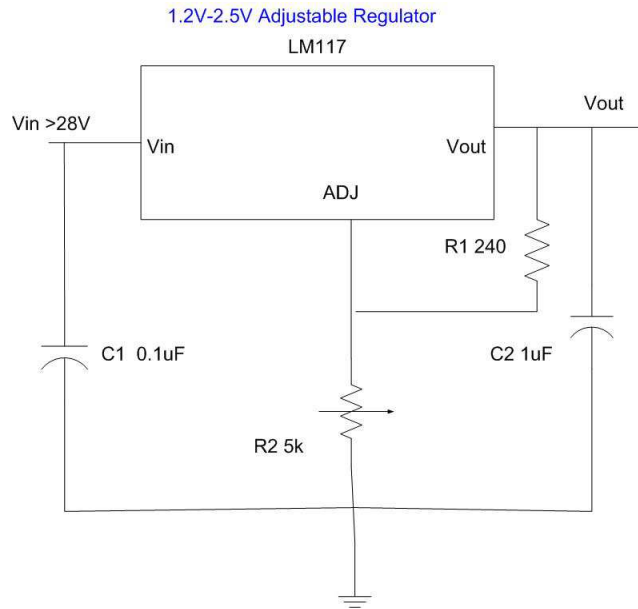 1.2V-2.5V Adjustable Regulator
LM117
Vin >28V
Vout
Vin
Vout
ADJ
R1 240
C1 0.1uF
C2 1uF
R2 5k